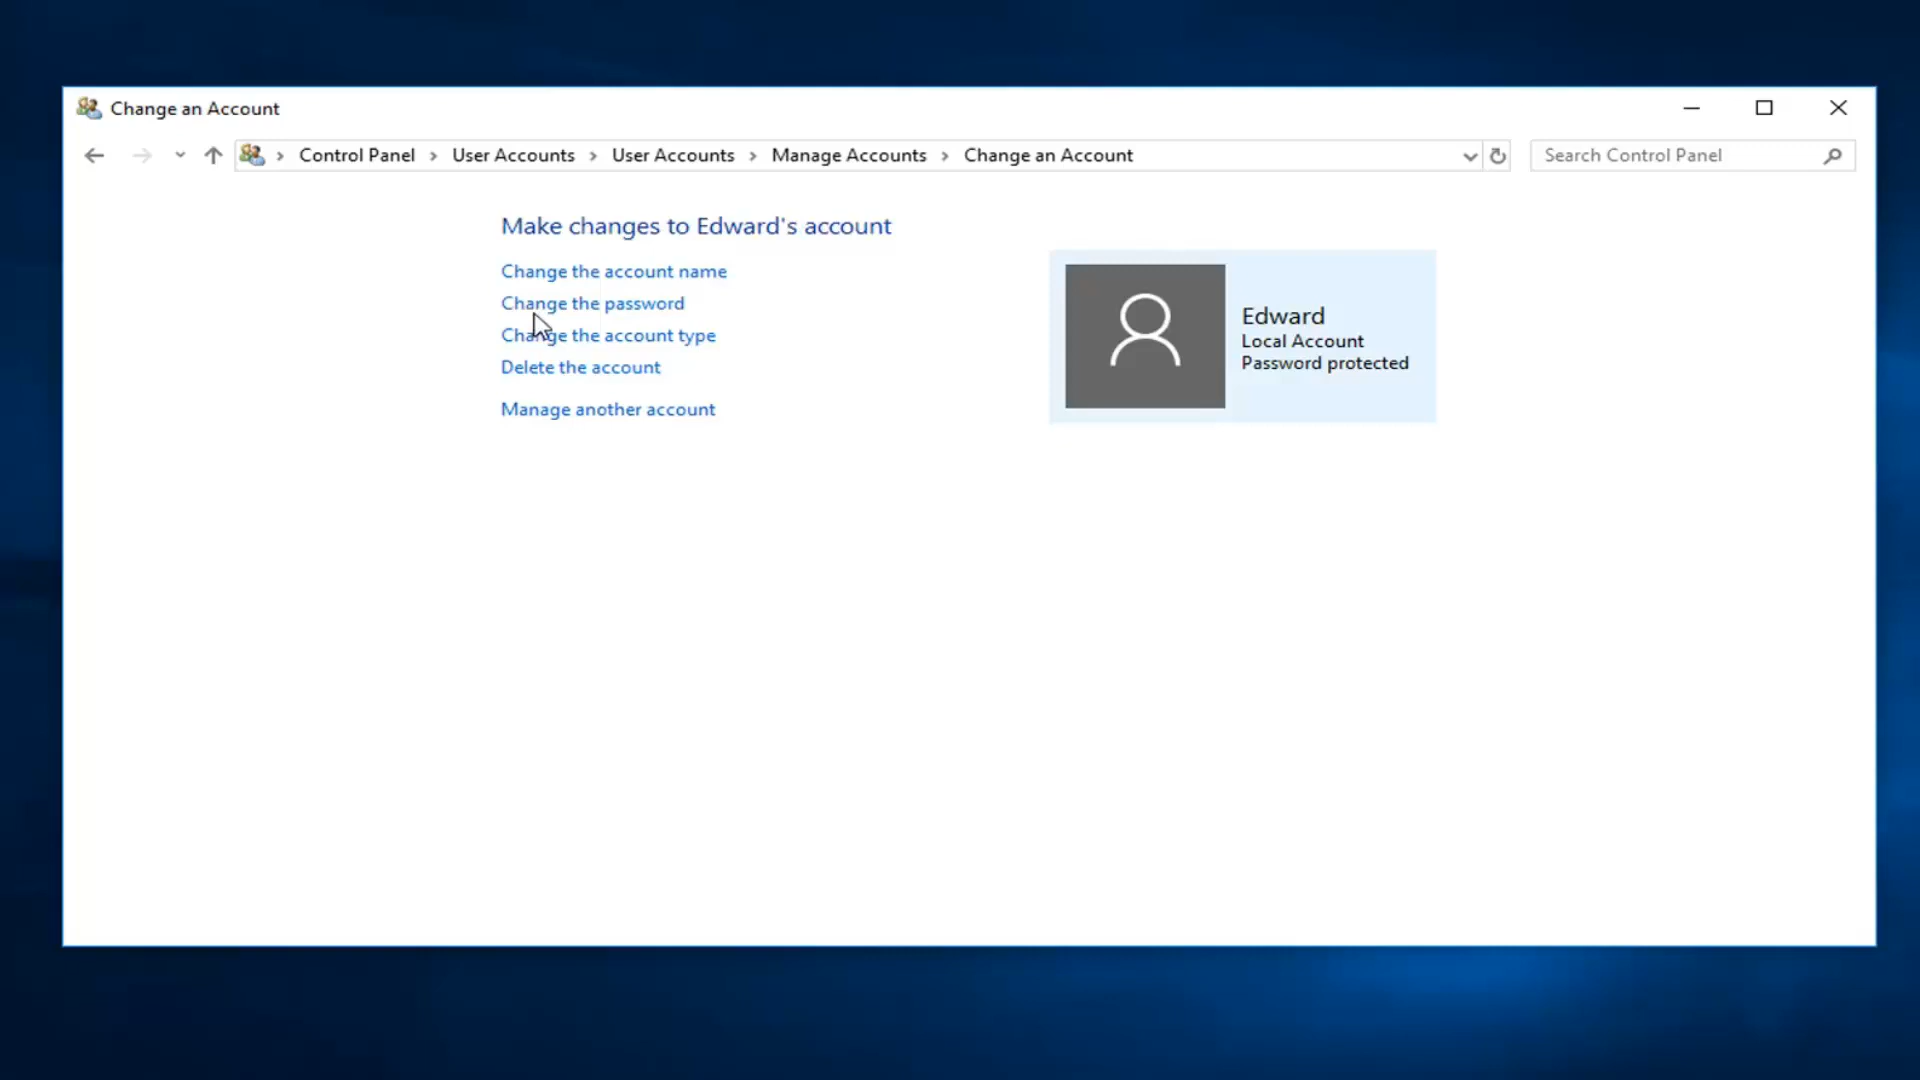 Change an Account
Control Panel > User Accounts > User Accounts > Manage Accounts > Change an Account
Search Control Panel
Make changes to Edward's account
Change the account name
Change the password
Change the account type
Delete the account
Manage another account
Edward
Local Account
Password protected